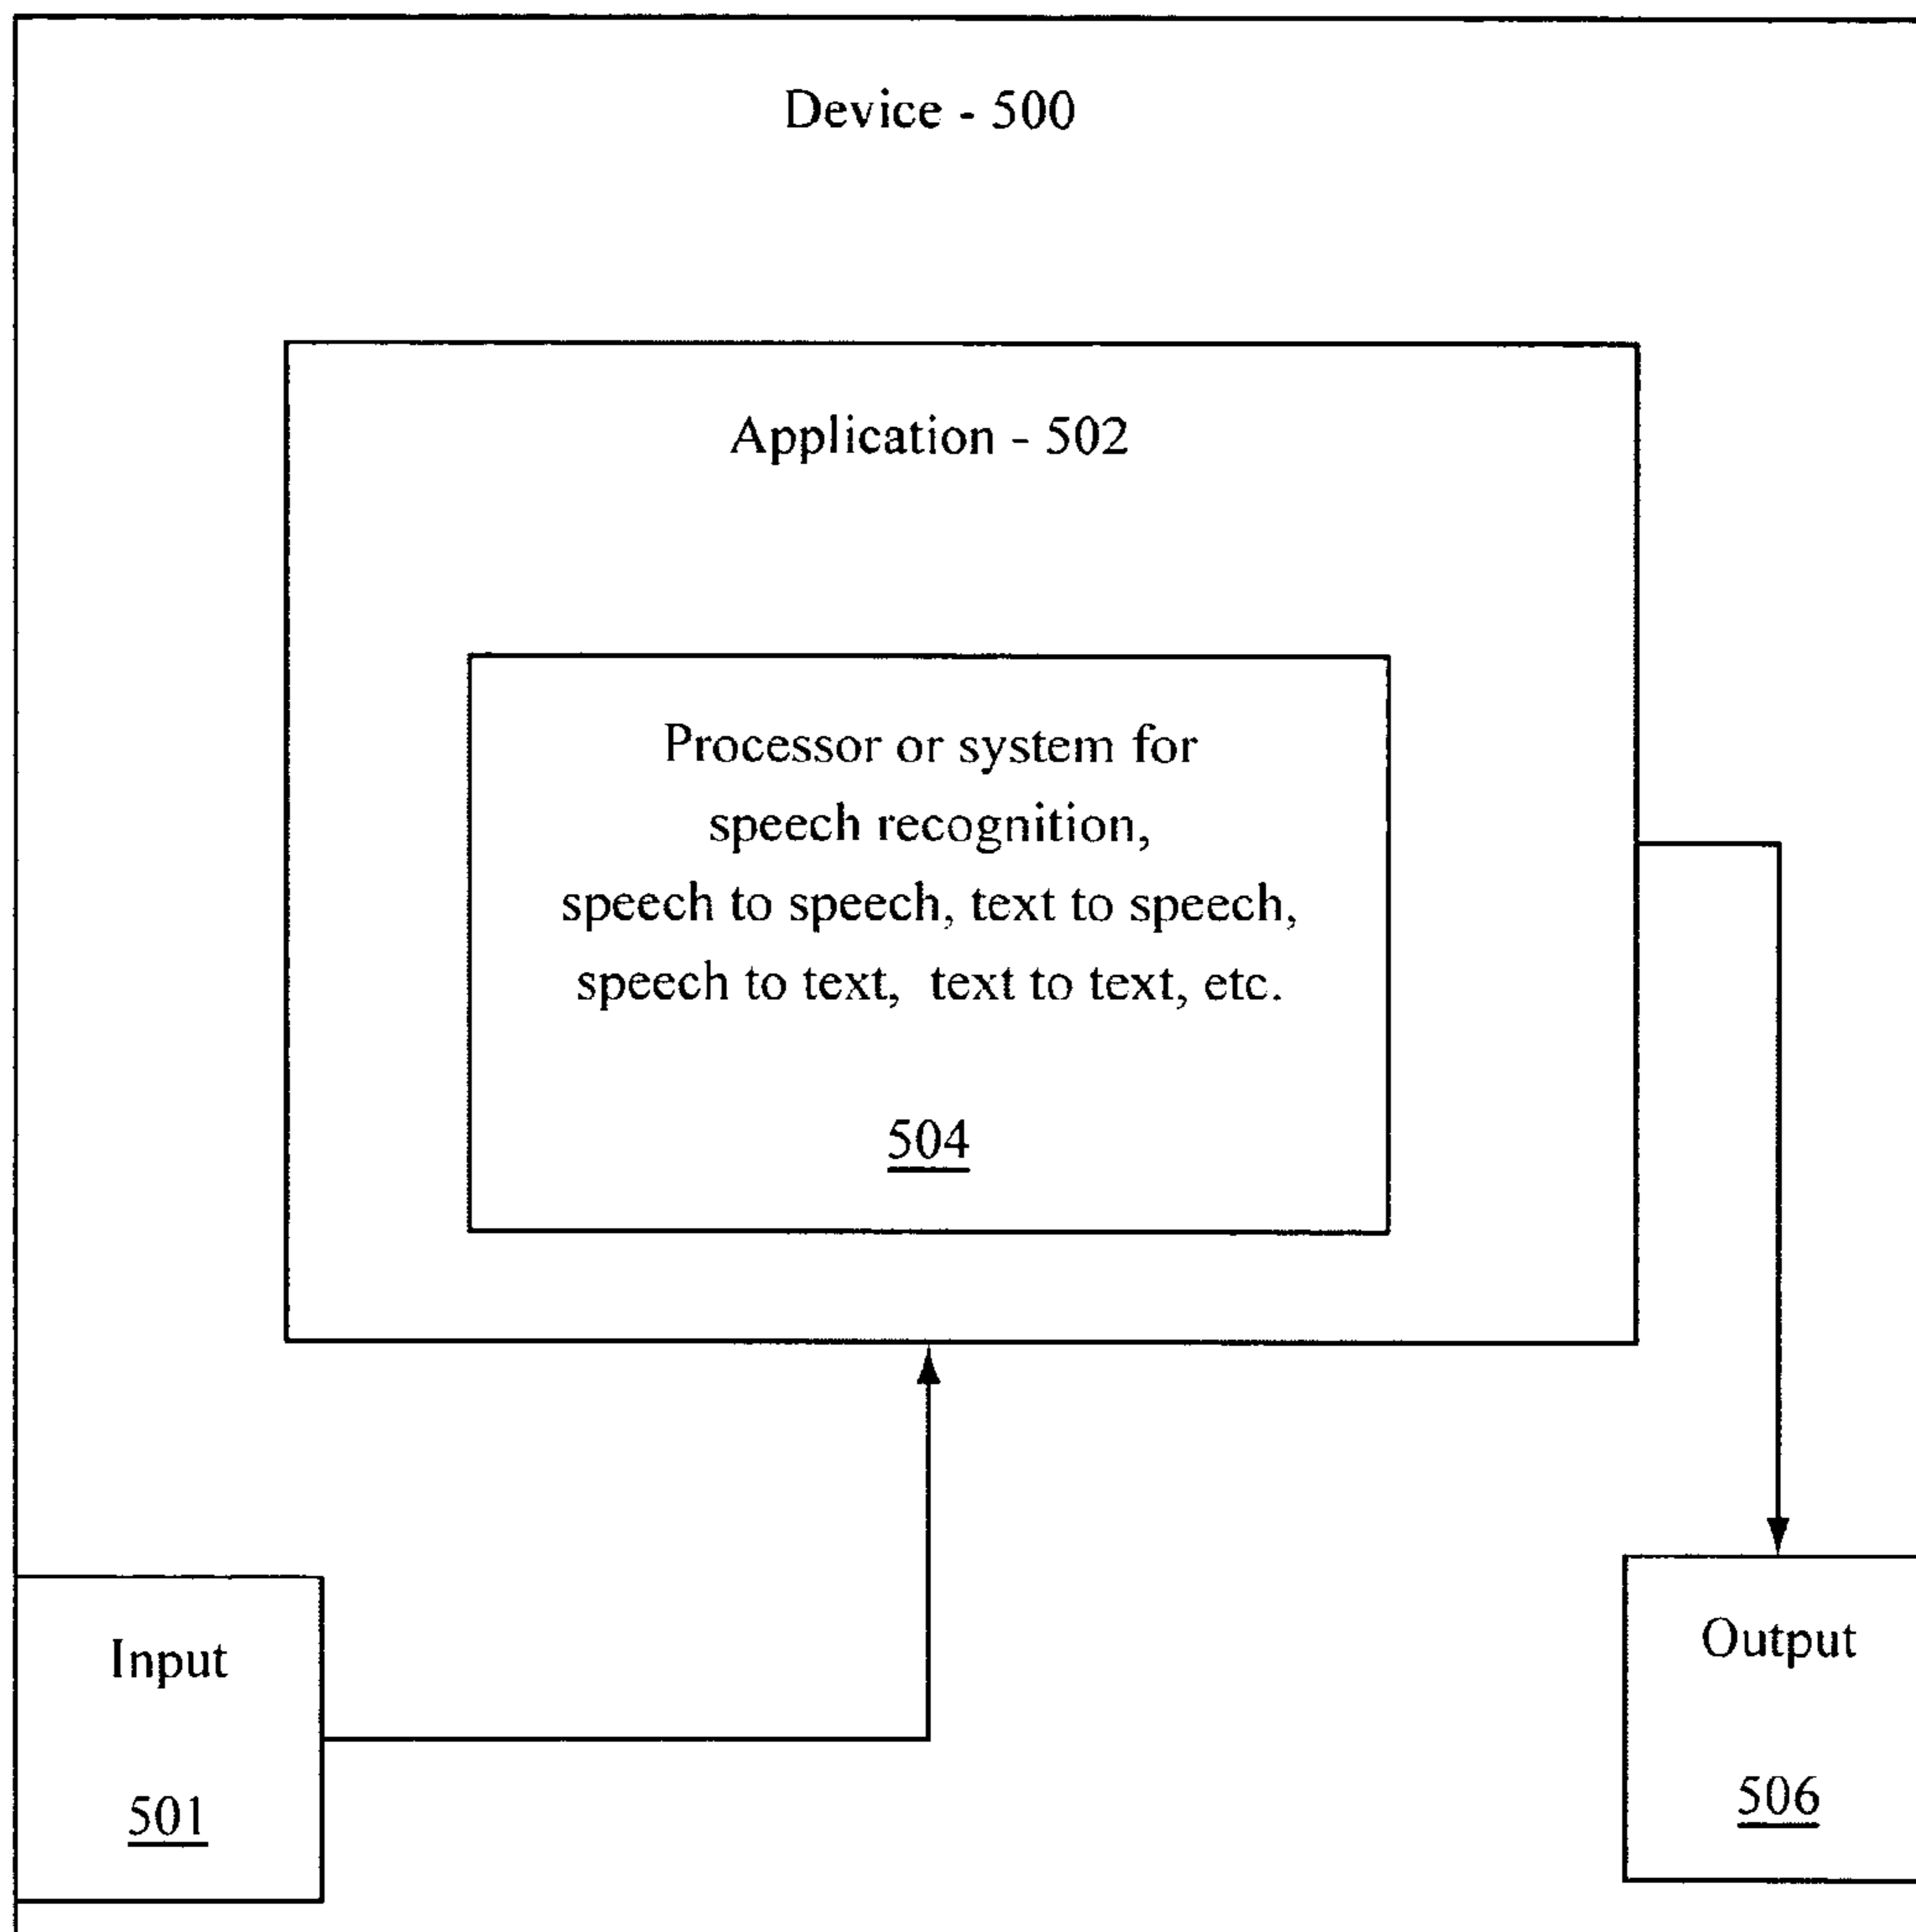 Device - 500
Application - 502
Processor or system for
speech recognition,
speech to speech, text to speech,
speech to text, text to text, etc.
504
Input
501
Output
506